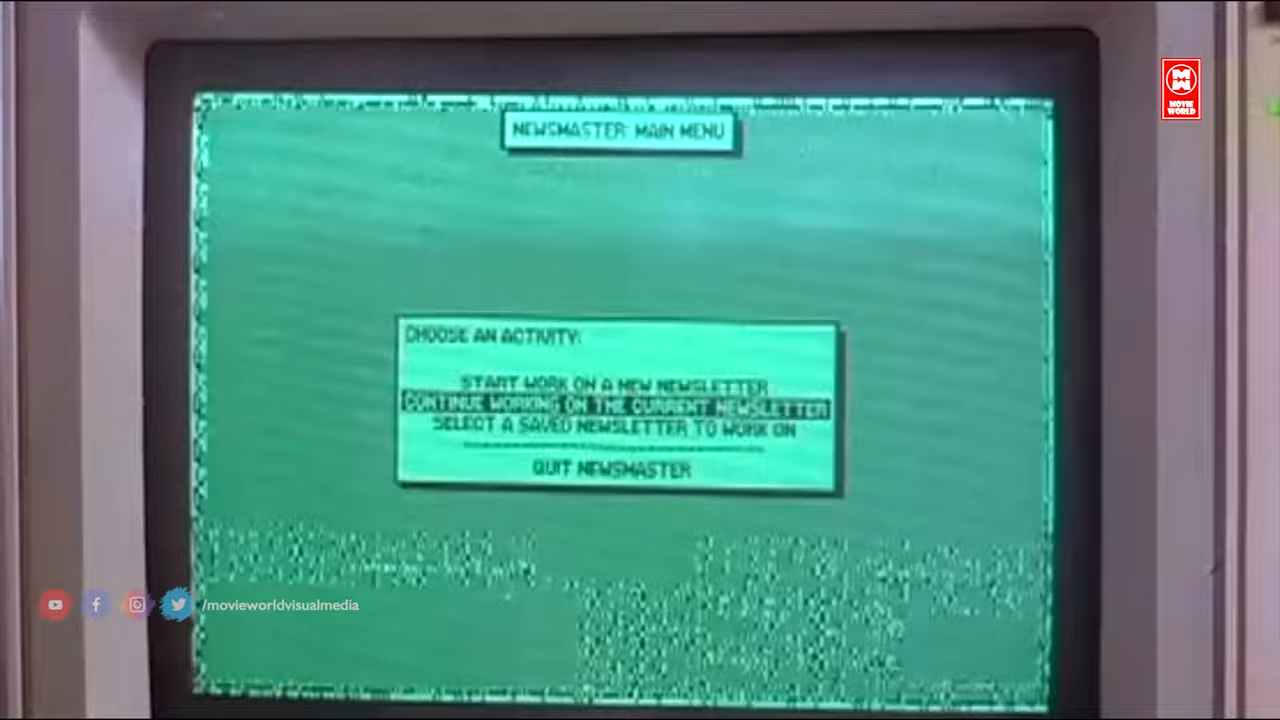 MOVIE
WORLD
NEWSMASTER: MAIN MENU
CHOOSE AN ACTIVITY:
START WORK ON A NEW NEWSLETTER
CONTINUE WORKING ON THE CURRENT NEWSLETTER
SELECT A SAVED NEWSLETTER TO WORK ON
QUIT NEWSMASTER
/movieworldvisualmedia